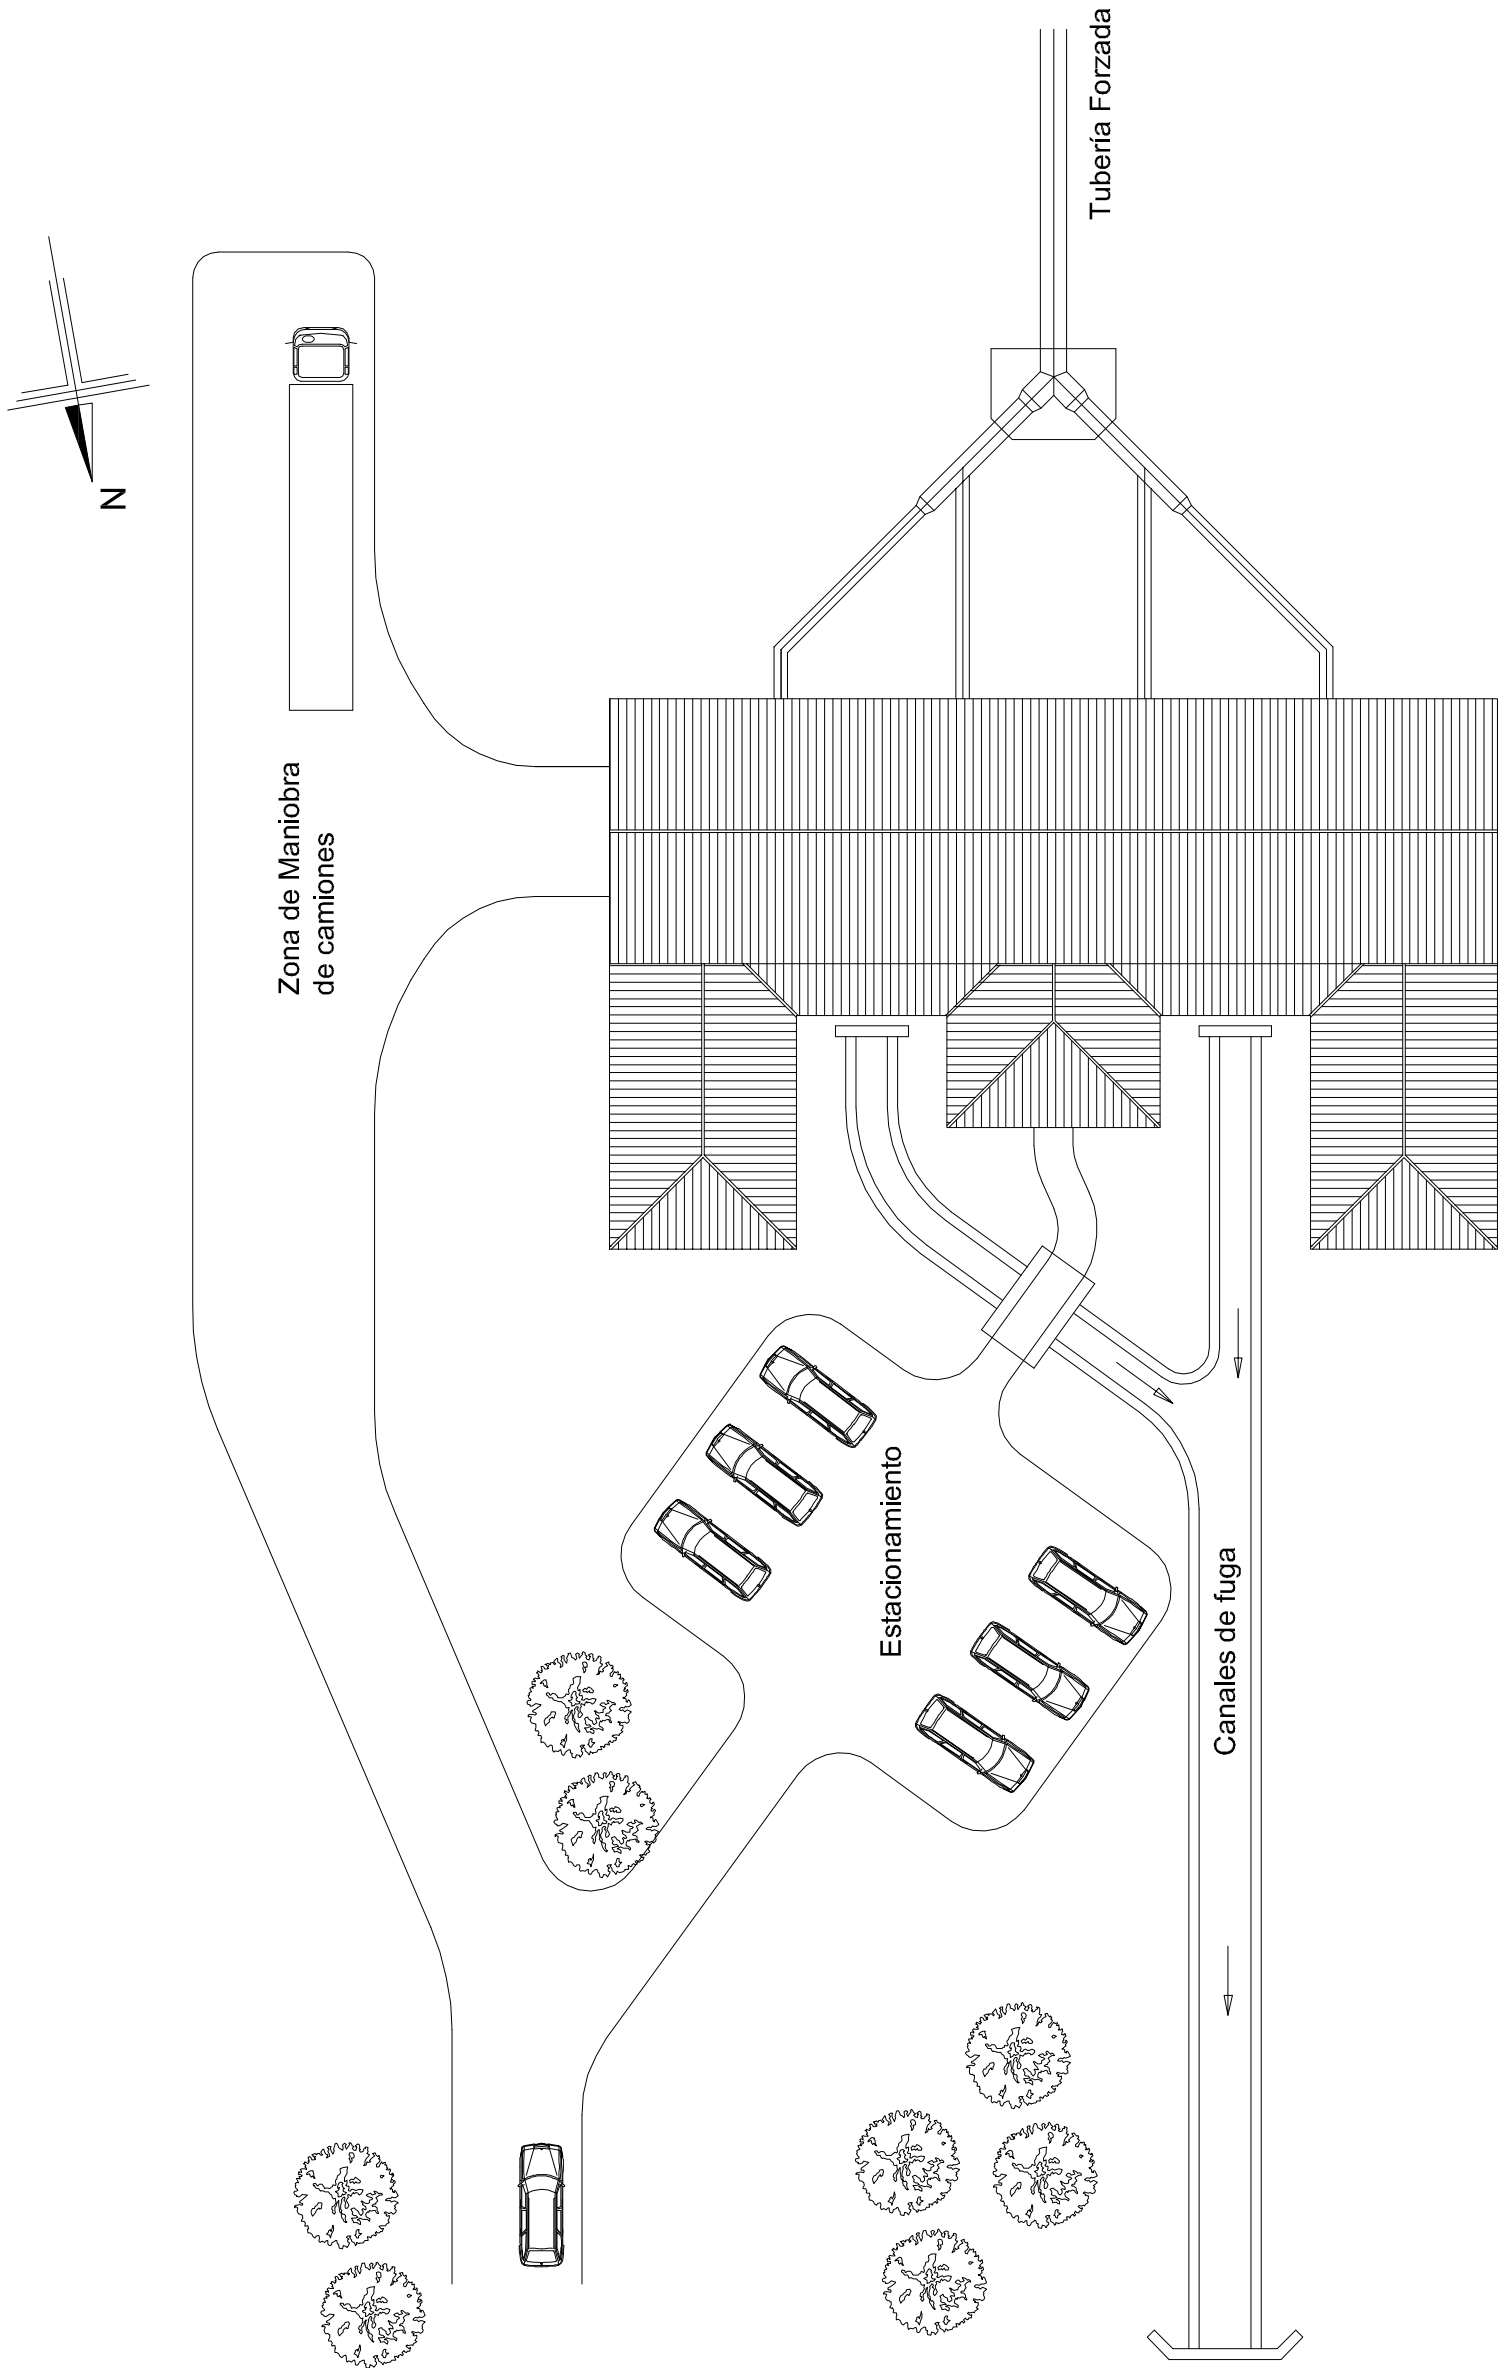 Tubería Forzada
N
Zona de Maniobra
de camiones
Estacionamiento
Canales de fuga